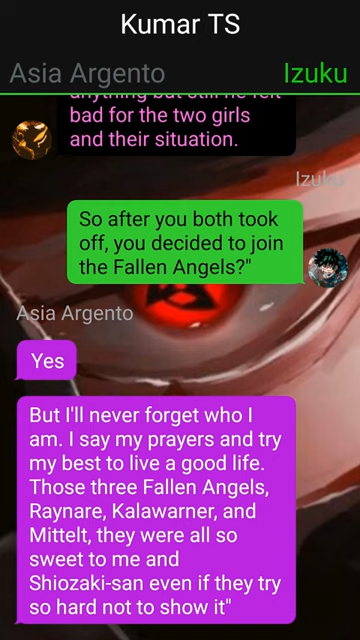 Kumar TS
Asia Argento
Izuku
anything but still he felt
bad for the two girls
and their situation.
Izuku
So after you both took
off, you decided to join
the Fallen Angels?"
Asia Argento
Yes
But I'll never forget who I
am. I say my prayers and try
my best to live a good life.
Those three Fallen Angels,
Raynare, Kalawarner, and
Mittelt, they were all so
sweet to me and
Shiozaki-san even if they try
so hard not to show it"